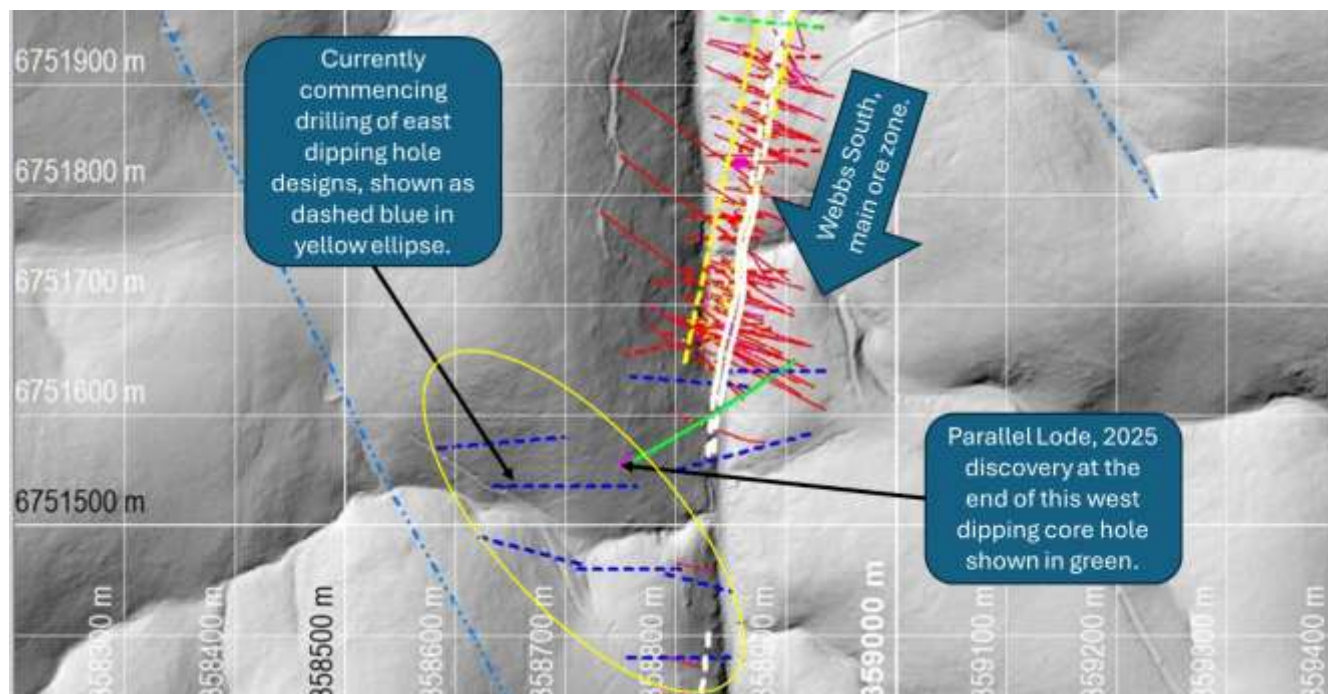 6751900 m
6751800 m
6751700 m
6751600 m
6751500 m
Currently
commencing
drilling of east
dipping hole
designs, shown as
dashed blue in
yellow ellipse.
Webbs South,
main ore zone.
Parallel Lode, 2025
discovery at the
end of this west
dipping core hole
shown in green.
358300 m
358400 m
358500 m
358600 m
358700 m
358800 m
358900 m
359000 m
359100 m
359200 m
359300 m
359400 m